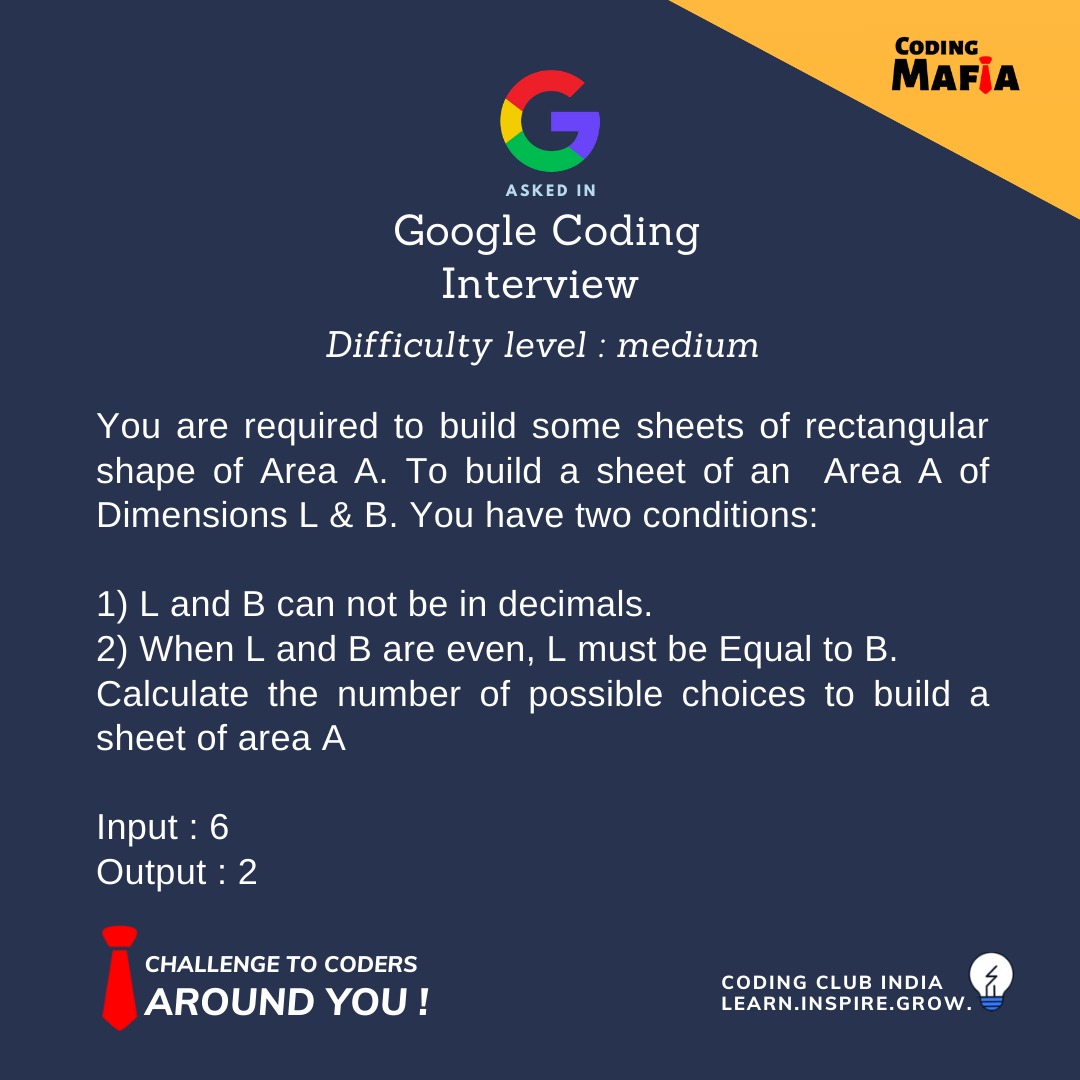 CODING
MAFIA
ASKED IN
Google Coding
Interview
Difficulty level : medium
You are required to build some sheets of rectangular
shape of Area A. To build a sheet of an  Area A of
Dimensions L & B. You have two conditions:
1) L and B can not be in decimals.
2) When L and B are even, L must be Equal to B.
Calculate the number of possible choices to build a
sheet of area A
Input : 6
Output : 2
CHALLENGE TO CODERS
AROUND YOU !
CODING CLUB INDIA
LEARN.INSPIRE.GROW.